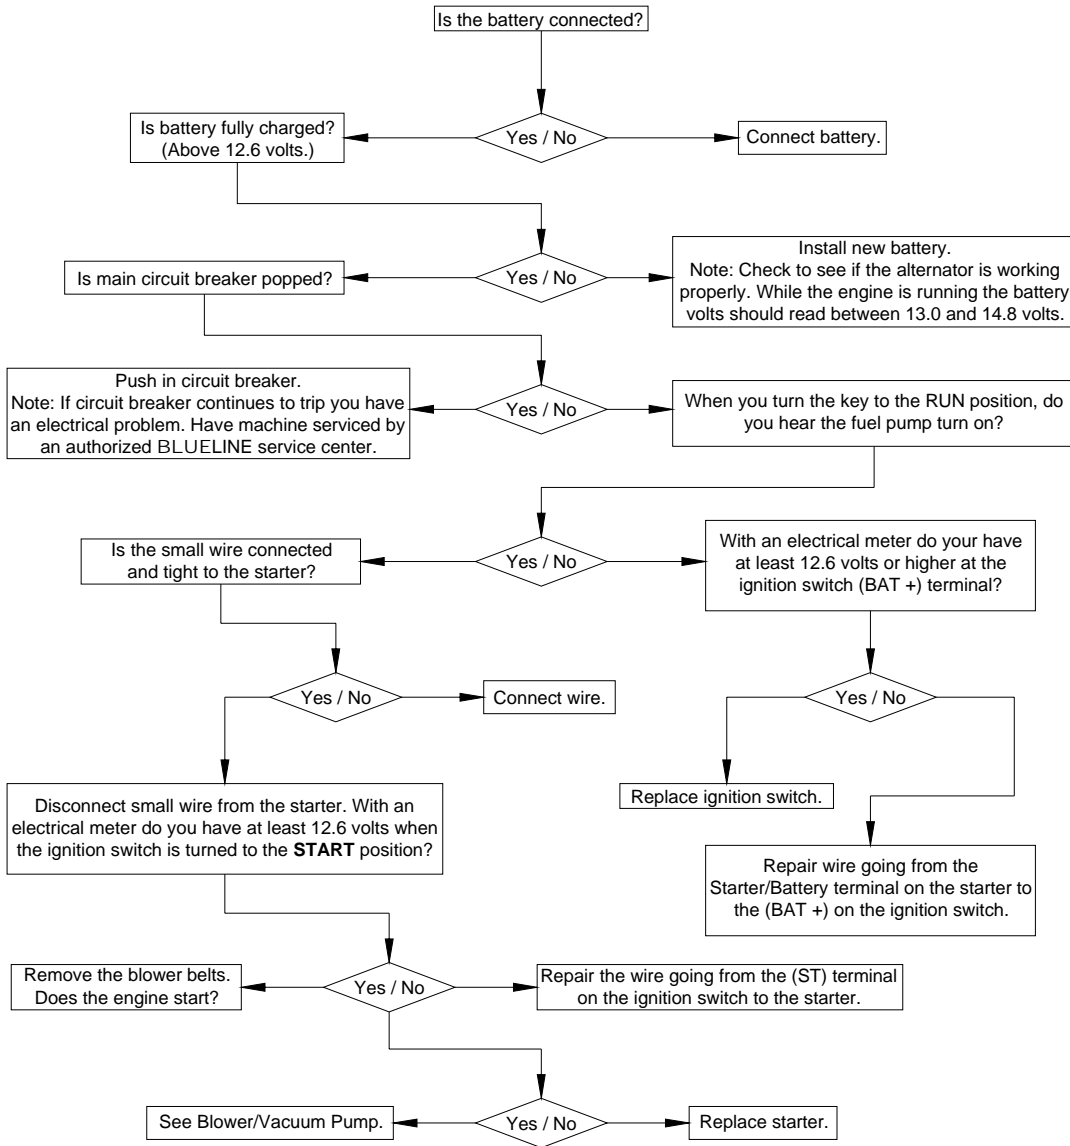 Is the battery connected?
Yes / No
Is battery fully charged?
(Above 12.6 volts.)
Connect battery.
Yes / No
Is main circuit breaker popped?
Install new battery.
Note: Check to see if the alternator is working
properly. While the engine is running the battery
volts should read between 13.0 and 14.8 volts.
Yes / No
Push in circuit breaker.
Note: If circuit breaker continues to trip you have
an electrical problem. Have machine serviced by
an authorized BLUELINE service center.
When you turn the key to the RUN position, do
you hear the fuel pump turn on?
Yes / No
Is the small wire connected
and tight to the starter?
With an electrical meter do your have
at least 12.6 volts or higher at the
ignition switch (BAT +) terminal?
Yes / No
Connect wire.
Yes / No
Replace ignition switch.
Disconnect small wire from the starter. With an
electrical meter do you have at least 12.6 volts when
the ignition switch is turned to the START position?
Repair wire going from the
Starter/Battery terminal on the starter to
the (BAT +) on the ignition switch.
Yes / No
Remove the blower belts.
Does the engine start?
Repair the wire going from the (ST) terminal
on the ignition switch to the starter.
Yes / No
See Blower/Vacuum Pump.
Replace starter.